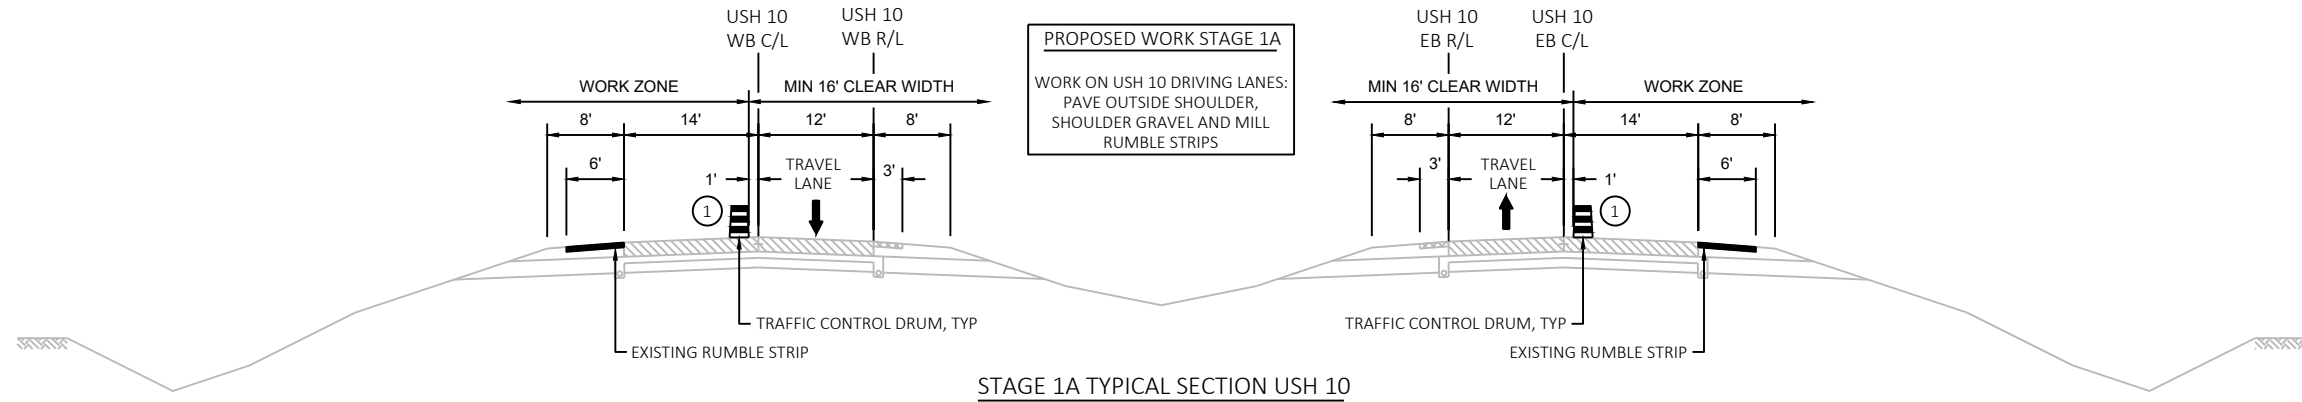 USH 10
WB C/L
USH 10
WB R/L
PROPOSED WORK STAGE 1A
WORK ON USH 10 DRIVING LANES:
PAVE OUTSIDE SHOULDER,
SHOULDER GRAVEL AND MILL
RUMBLE STRIPS
USH 10
EB R/L
USH 10
EB C/L
WORK ZONE
MIN 16' CLEAR WIDTH
MIN 16' CLEAR WIDTH
WORK ZONE
8'
14'
12'
8'
8'
12'
14'
8'
6'
1'
TRAVEL
LANE
3'
3'
TRAVEL
LANE
1'
6'
1
1
TRAFFIC CONTROL DRUM, TYP
EXISTING RUMBLE STRIP
TRAFFIC CONTROL DRUM, TYP
EXISTING RUMBLE STRIP
STAGE 1A TYPICAL SECTION USH 10